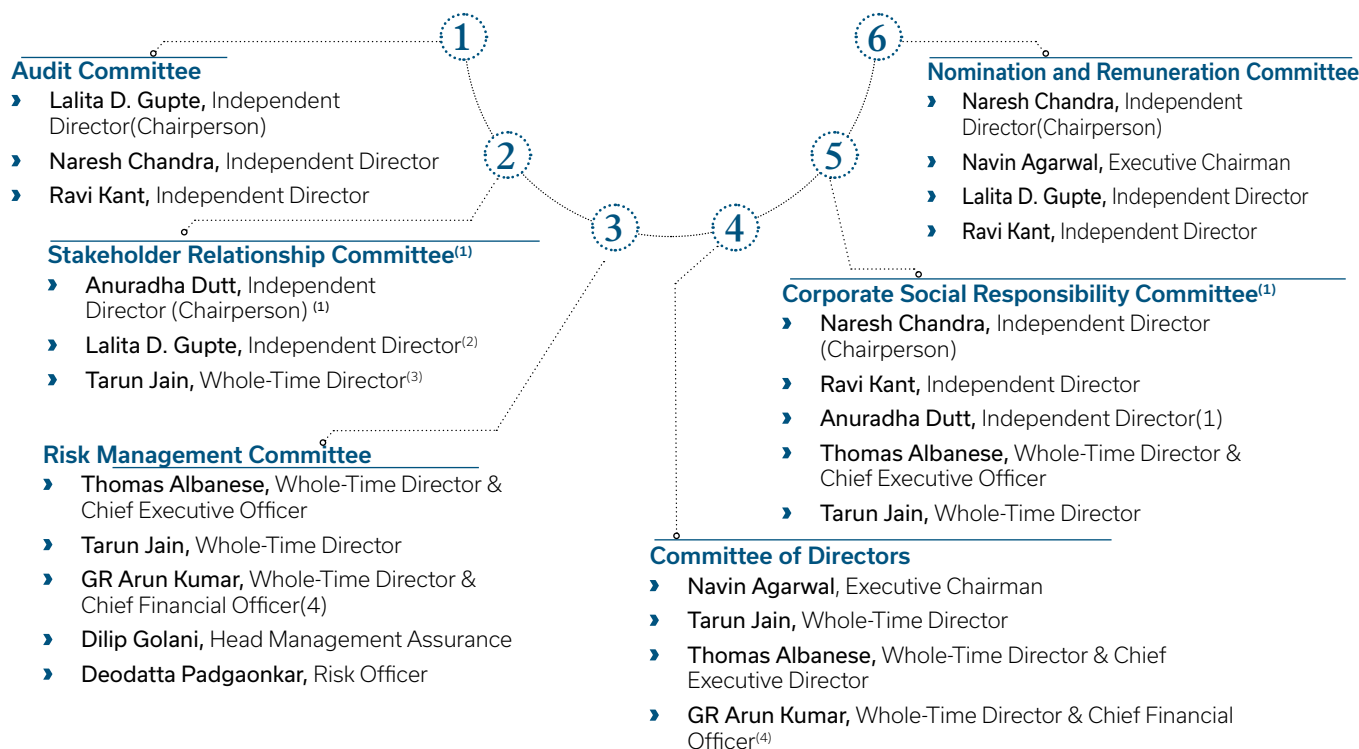 1
Audit Committee
Lalita D. Gupte, Independent
Director(Chairperson)
Naresh Chandra, Independent Director
Ravi Kant, Independent Director
2
Stakeholder Relationship Committee(1)
Anuradha Dutt, Independent
Director (Chairperson) (1)
Lalita D. Gupte, Independent Director(2)
Tarun Jain, Whole-Time Director(3)
3
Risk Management Committee
Thomas Albanese, Whole-Time Director &
Chief Executive Officer
Tarun Jain, Whole-Time Director
GR Arun Kumar, Whole-Time Director &
Chief Financial Officer(4)
Dilip Golani, Head Management Assurance
Deodatta Padgaonkar, Risk Officer
4
Committee of Directors
Navin Agarwal, Executive Chairman
Tarun Jain, Whole-Time Director
Thomas Albanese, Whole-Time Director & Chief
Executive Director
GR Arun Kumar, Whole-Time Director & Chief Financial
Officer(4)
5
Corporate Social Responsibility Committee(1)
Naresh Chandra, Independent Director
(Chairperson)
Ravi Kant, Independent Director
Anuradha Dutt, Independent Director(1)
Thomas Albanese, Whole-Time Director &
Chief Executive Officer
Tarun Jain, Whole-Time Director
6
Nomination and Remuneration Committee
Naresh Chandra, Independent
Director(Chairperson)
Navin Agarwal, Executive Chairman
Lalita D. Gupte, Independent Director
Ravi Kant, Independent Director